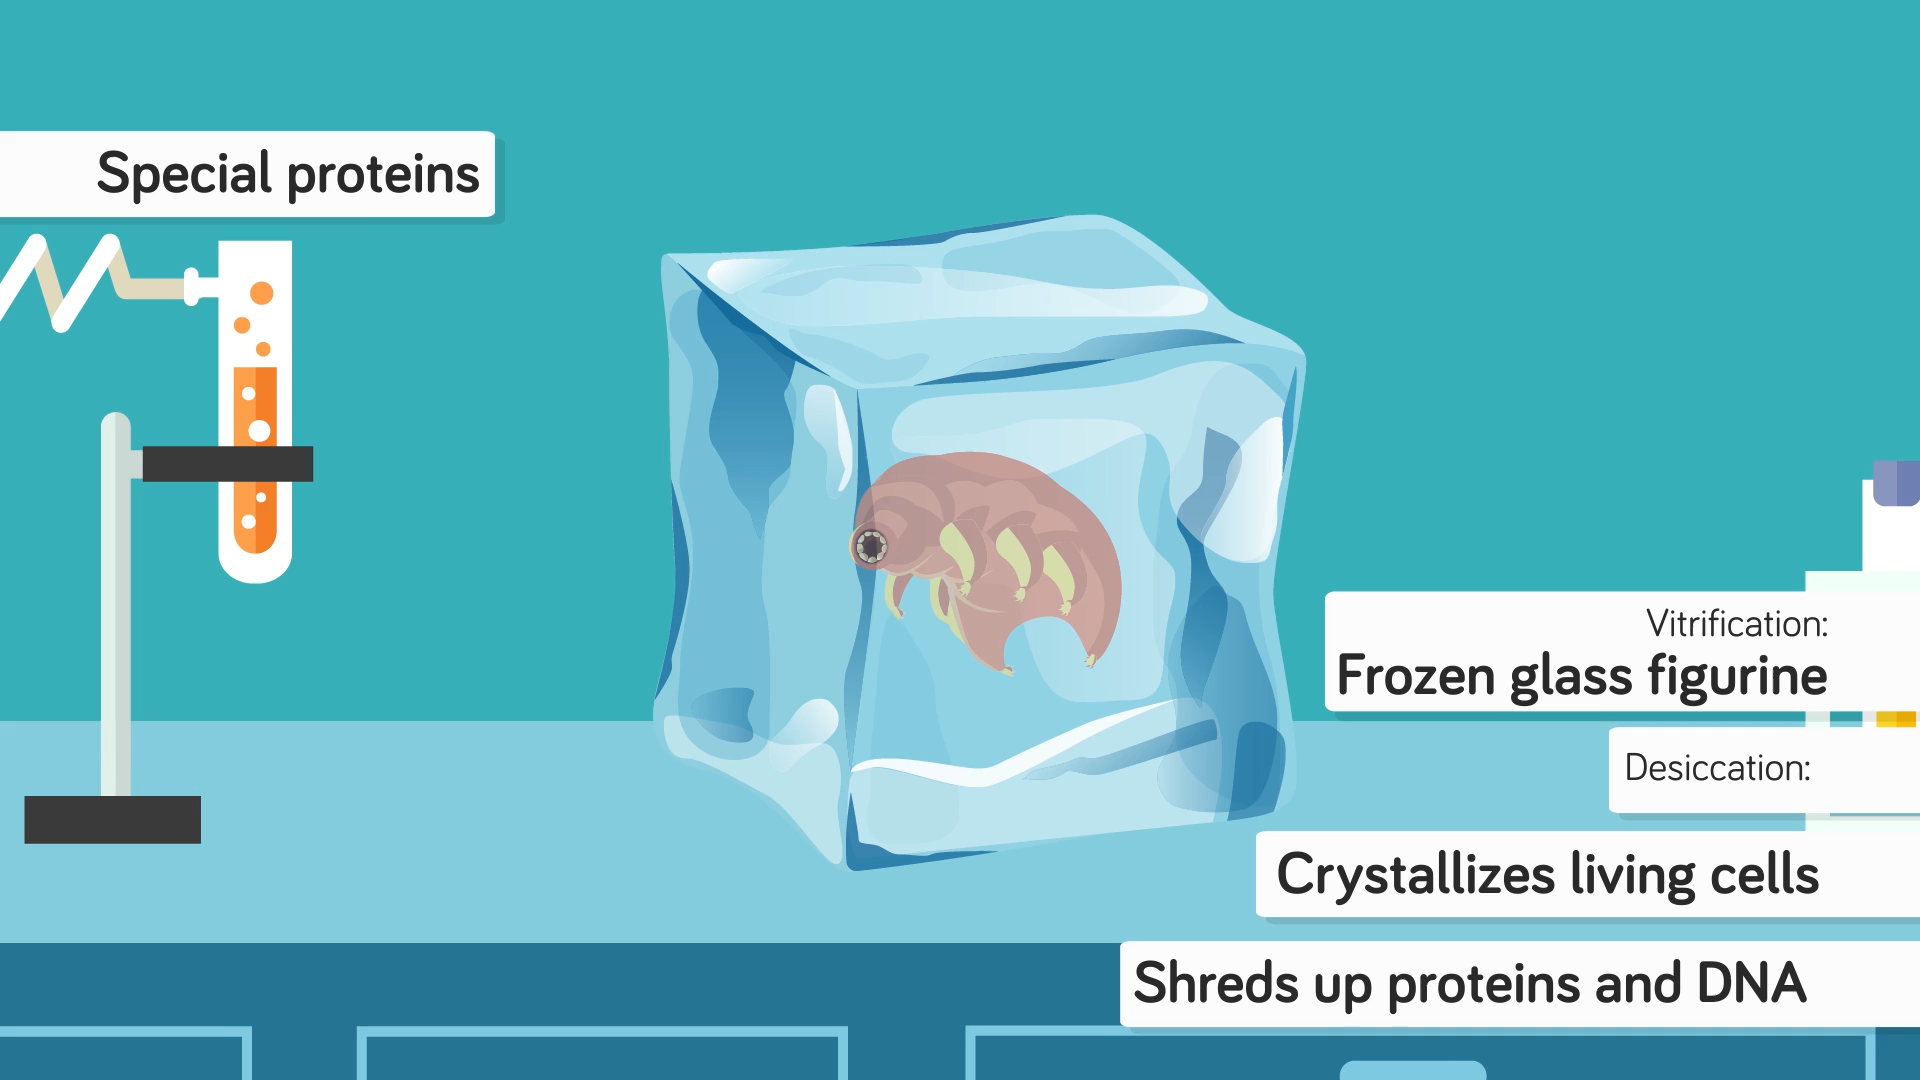 Special proteins
Vitrification:
Frozen glass figurine
Desiccation:
Crystallizes living cells
Shreds up proteins and DNA